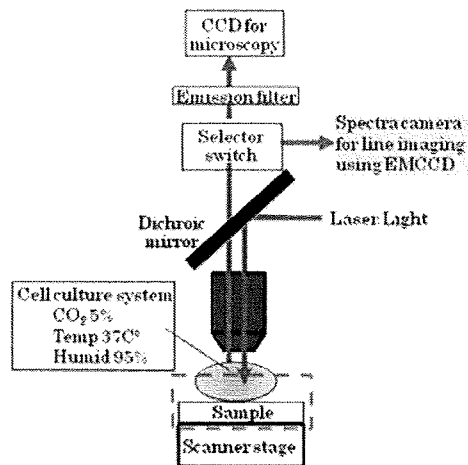 CCD for
microscopy
Emission filter
Selector
switch
Spectra camera
for line imaging
using EMCCD
Dichroic
mirror
Laser Light
Cell culture system
CO₂ 5%
Temp 37C°
Humid 95%
Sample
Scanner stage